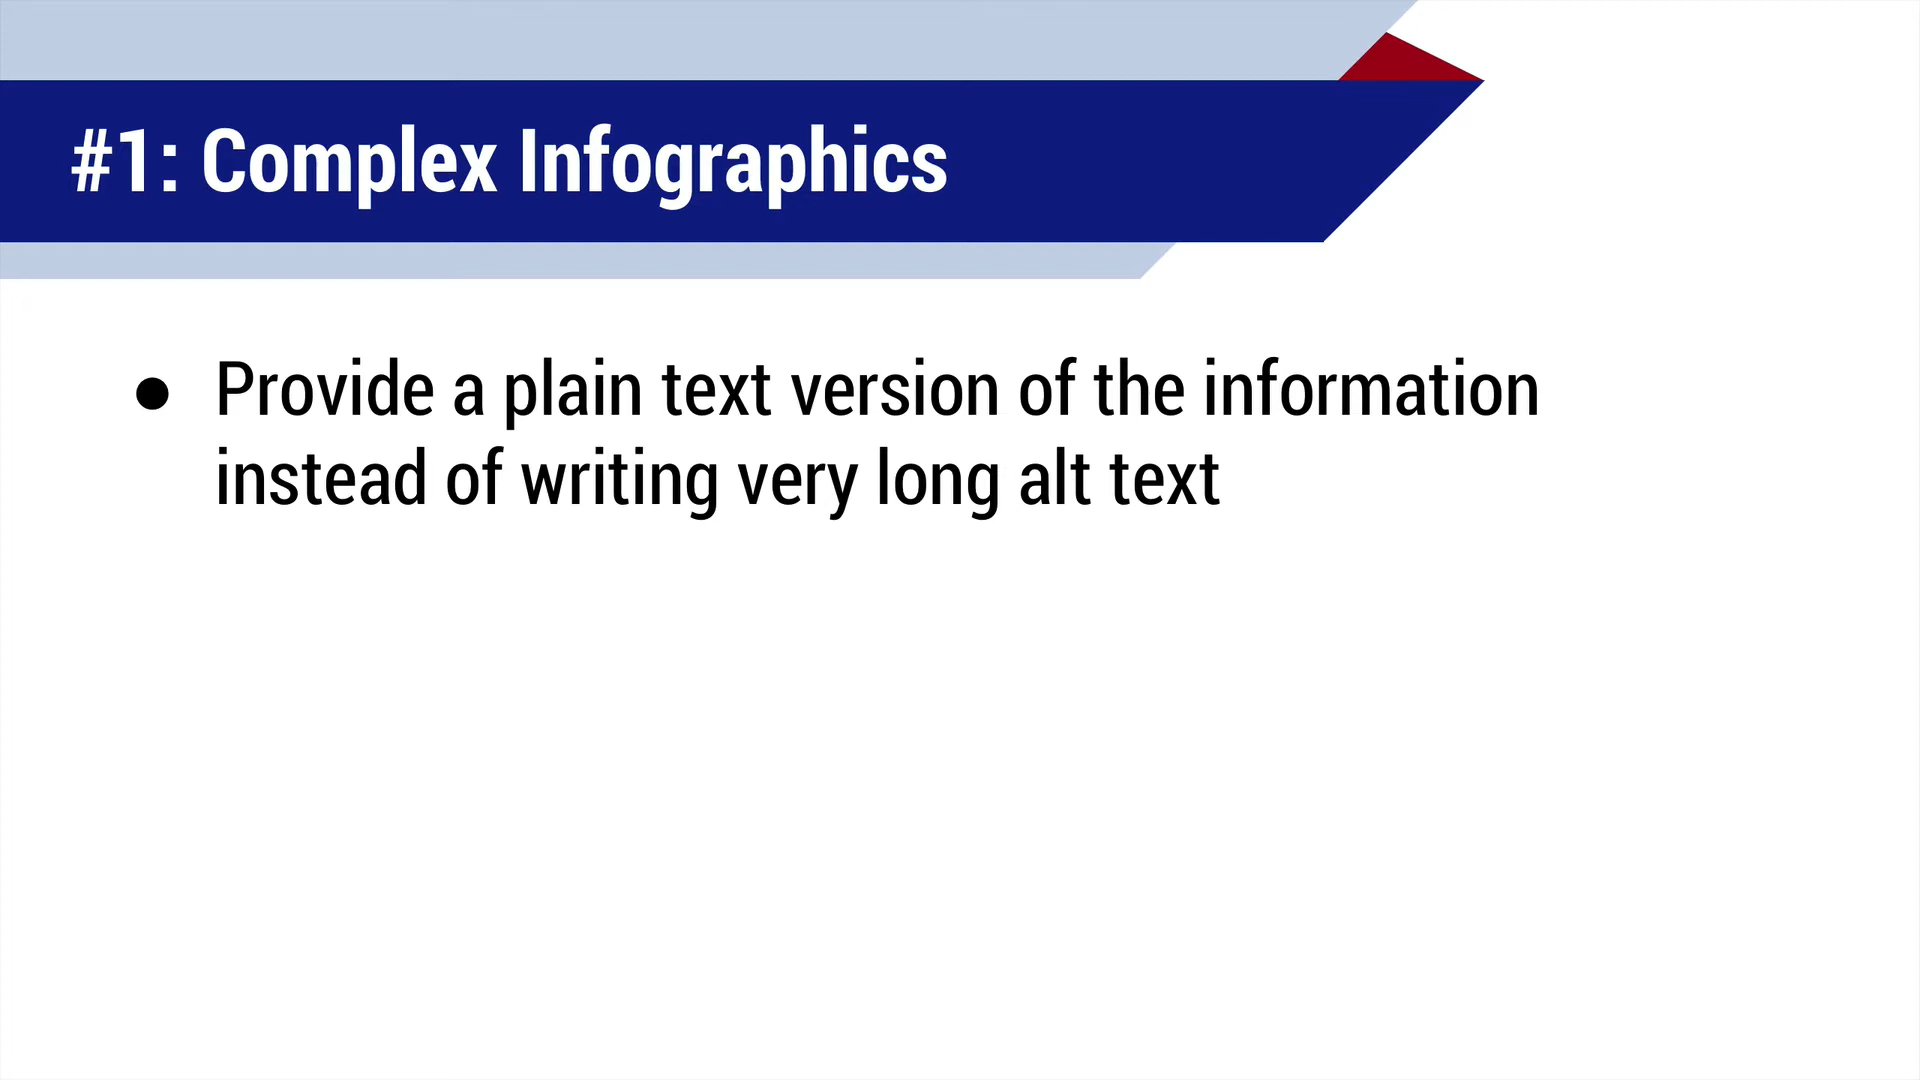 #1: Complex Infographics
● Provide a plain text version of the information
instead of writing very long alt text